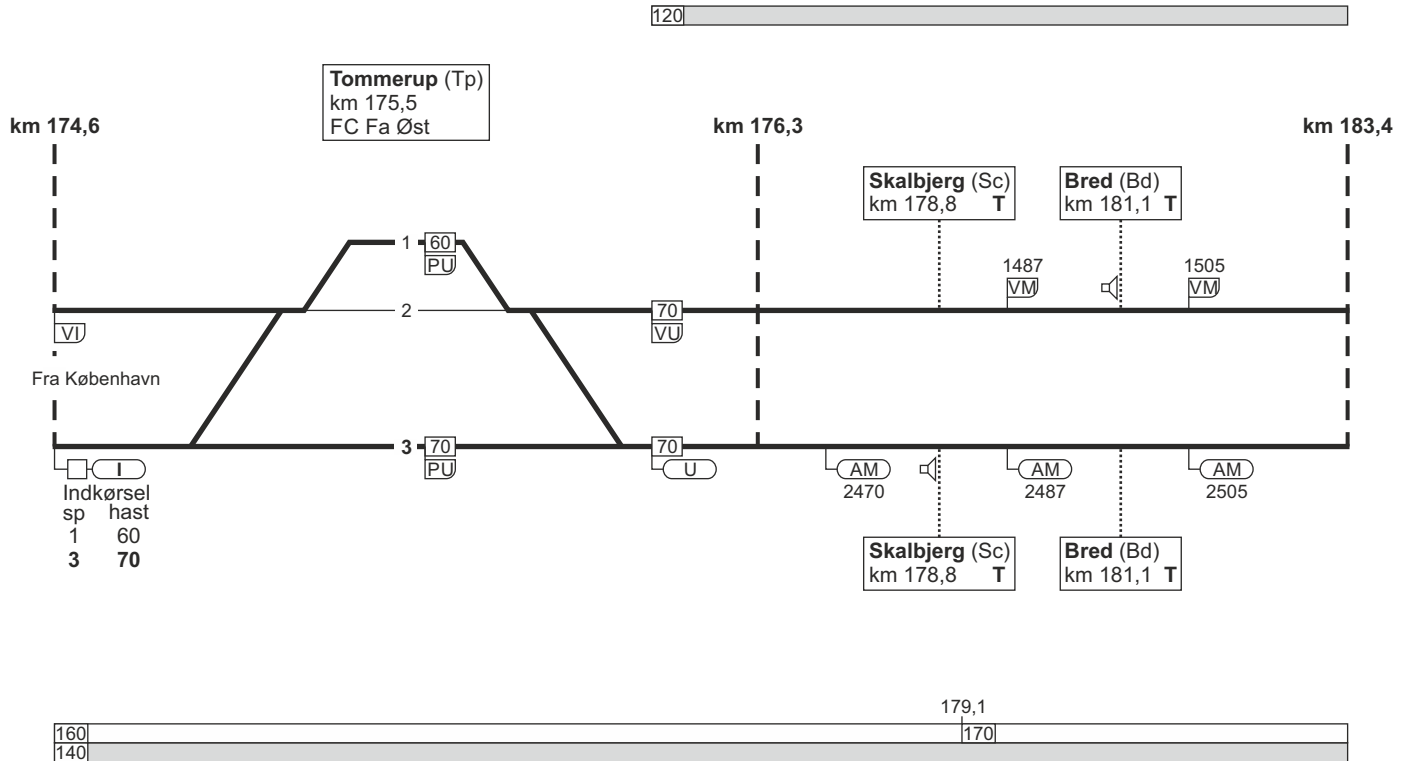 120
Tommerup (Tp)
km 175,5
FC Fa Øst
km 174,6
km 176,3
km 183,4
Skalbjerg (Sc)
km 178,8 T
Bred (Bd)
km 181,1 T
1 60
PU
1487
VM
1505
VM
2
70
VI
VU
Fra København
3 70
70
I
PU
U
AM
AM
AM
2470
2487
2505
Indkørsel
sp hast
1 60
3 70
Skalbjerg (Sc)
km 178,8 T
Bred (Bd)
km 181,1 T
179,1
160
170
140